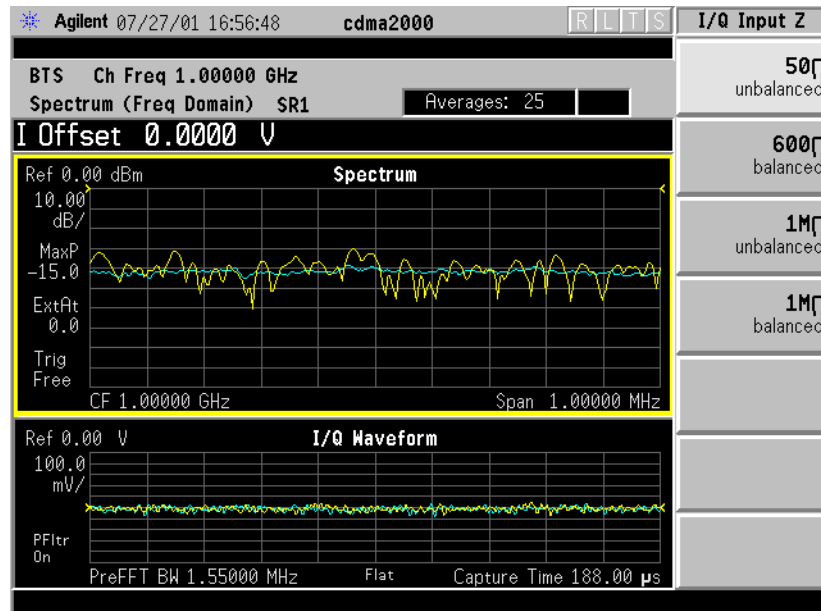 Agilent 07/27/01 16:56:48 cdma2000 R L T S I/Q Input Z
BTS Ch Freq 1.00000 GHz
Spectrum (Freq Domain) SR1 Averages: 25
I Offset 0.0000 V
Ref 0.00 dBm Spectrum
10.00
dB/
MaxP
-15.0
ExtAt
0.0
Trig
Free
CF 1.00000 GHz Span 1.00000 MHz
Ref 0.00 V I/Q Waveform
100.0
mV/
PFltr
On
PreFFT BW 1.55000 MHz Flat Capture Time 188.00 µs
50
unbalanced
600
balanced
1M
unbalanced
1M
balanced